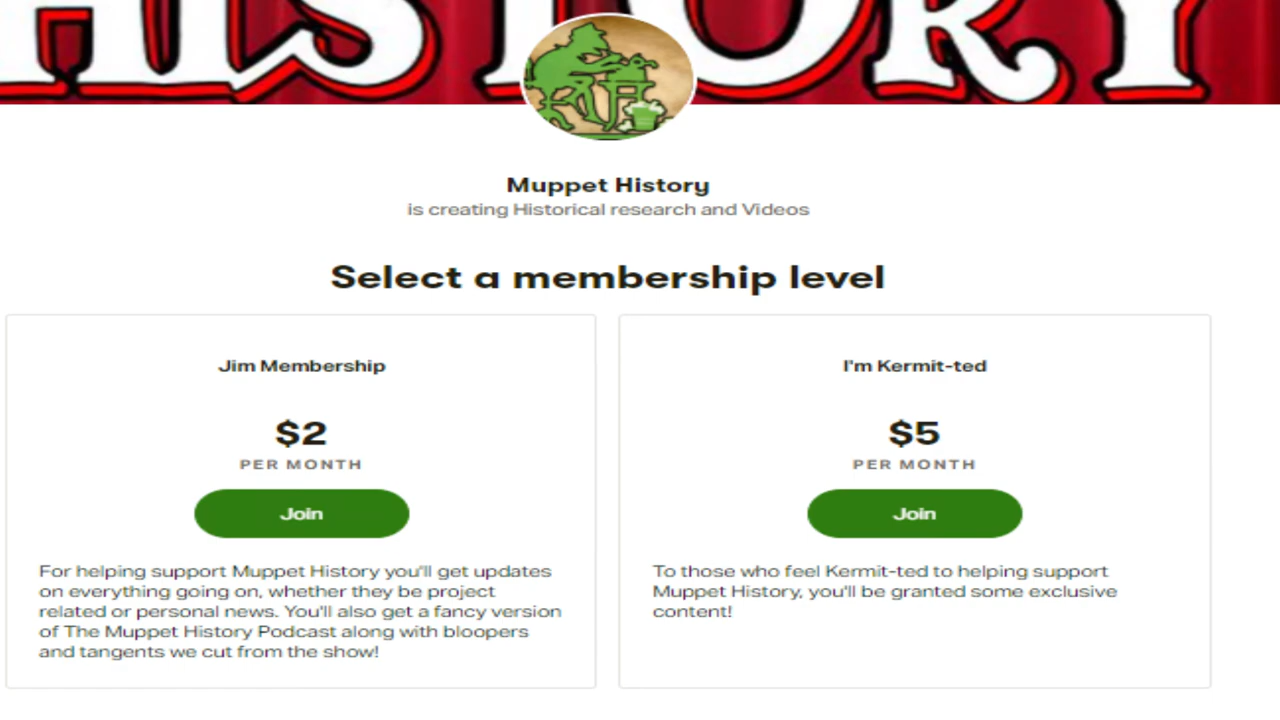 HISTORY
Muppet History
is creating Historical research and Videos
Select a membership level
Jim Membership
$2
PER MONTH
Join
For helping support Muppet History you'll get updates
on everything going on, whether they be project
related or personal news. You'll also get a fancy version
of The Muppet History Podcast along with bloopers
and tangents we cut from the show!
I'm Kermit-ted
$5
PER MONTH
Join
To those who feel Kermit-ted to helping support
Muppet History, you'll be granted some exclusive
content!